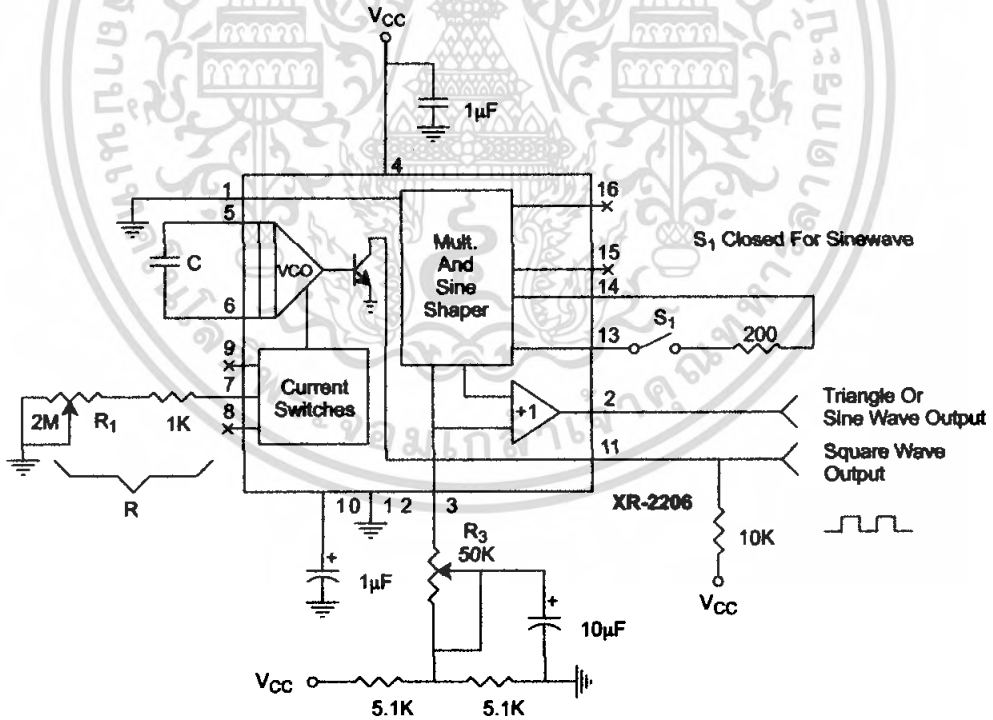 VCC
1µF
4
1
16
5
S1 Closed For Sinewave
C
VCO
Mult.
And
Sine
Shaper
15
14
6
13
S1
200
9
7
Current
Switches
8
2M
R1
1K
+1
2
Triangle Or
Sine Wave Output
11
Square Wave
Output
R
10
12
3
XR-2206
R3
50K
10K
+
1µF
VCC
+
10µF
VCC
5.1K
5.1K